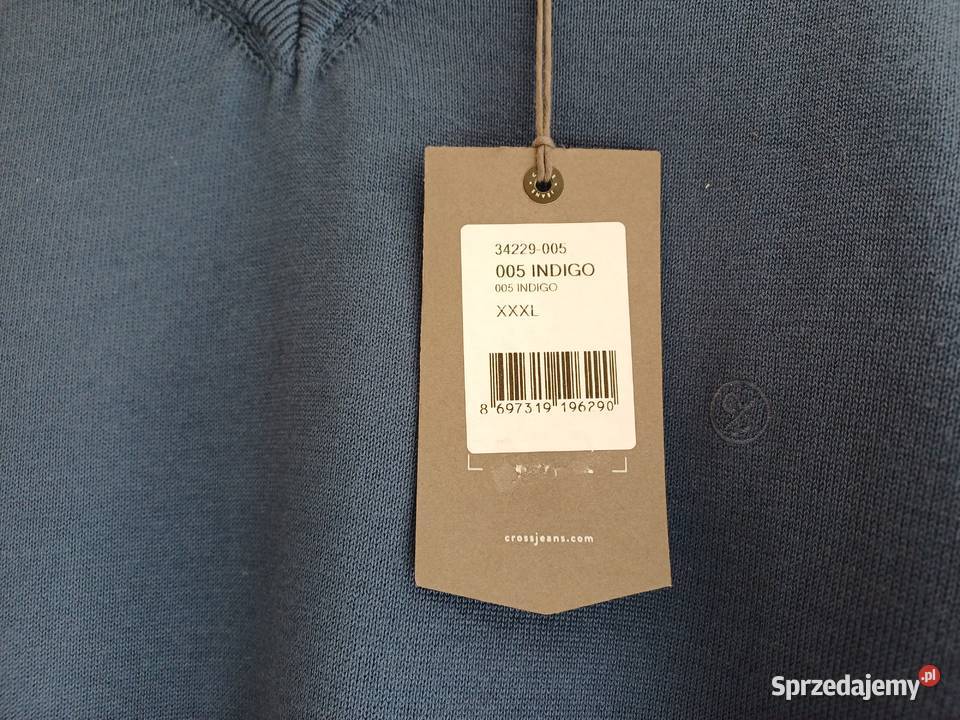 34229-005
005 INDIGO
005 INDIGO
XXXL
8 697319 196290
crossjeans.com
Sprzedajemy.pl